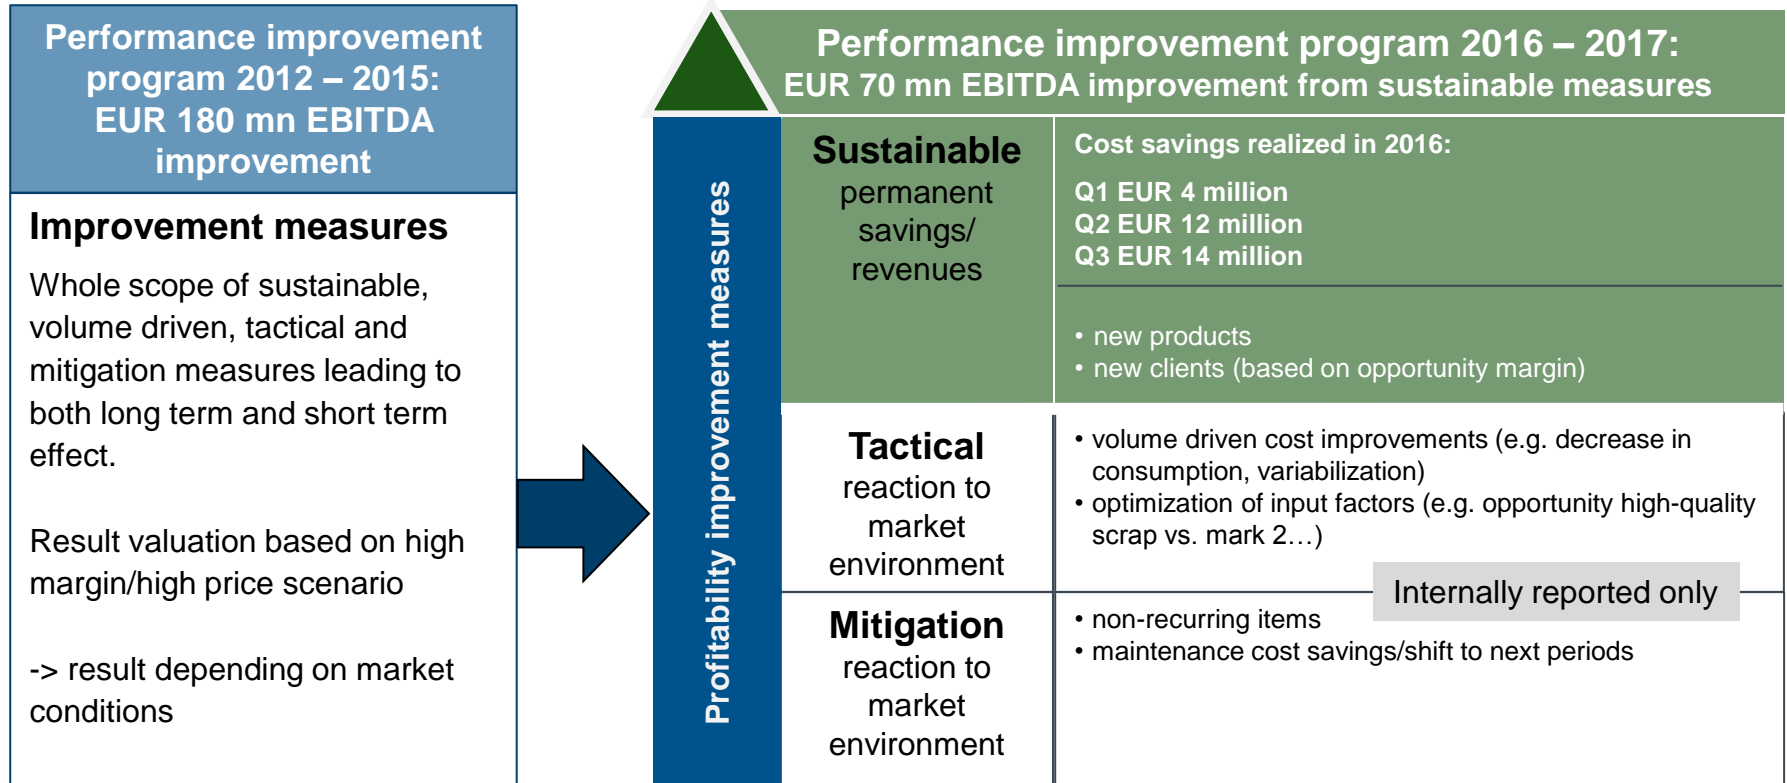 Performance improvement
program 2012 – 2015:
EUR 180 mn EBITDA
improvement
Improvement measures
Whole scope of sustainable,
volume driven, tactical and
mitigation measures leading to
both long term and short term
effect.
Result valuation based on high
margin/high price scenario
-> result depending on market
conditions
Profitability improvement measures
Performance improvement program 2016 – 2017:
EUR 70 mn EBITDA improvement from sustainable measures
Sustainable
permanent
savings/
revenues
Cost savings realized in 2016:
Q1 EUR 4 million
Q2 EUR 12 million
Q3 EUR 14 million
• new products
• new clients (based on opportunity margin)
Tactical
reaction to
market
environment
• volume driven cost improvements (e.g. decrease in
consumption, variabilization)
• optimization of input factors (e.g. opportunity high-quality
scrap vs. mark 2…)
Internally reported only
Mitigation
reaction to
market
environment
• non-recurring items
• maintenance cost savings/shift to next periods